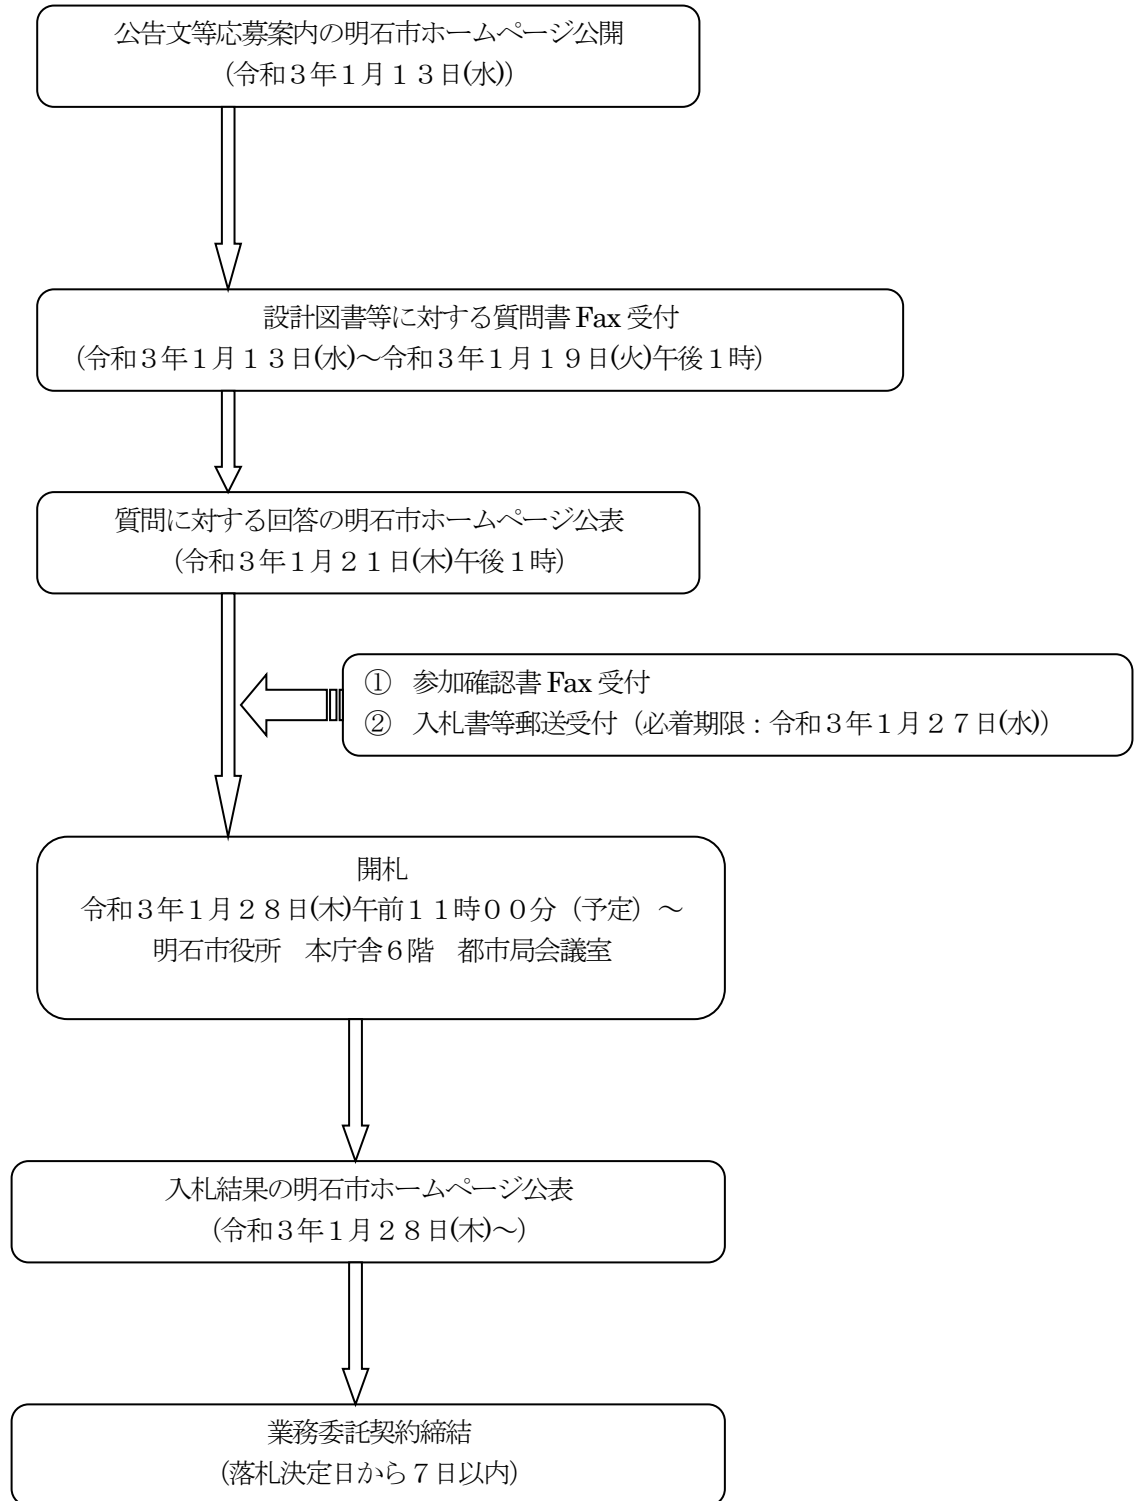 公告文等応募案内の明石市ホームページ公開
（令和３年１月１３日(水)）
設計図書等に対する質問書 Fax 受付
（令和３年１月１３日(水)～令和３年１月１９日(火)午後１時）
質問に対する回答の明石市ホームページ公表
（令和３年１月２１日(木)午後１時）
① 参加確認書 Fax 受付
② 入札書等郵送受付（必着期限：令和３年１月２７日(水)）
開札
令和３年１月２８日(木)午前１１時００分（予定）～
明石市役所　本庁舎６階　都市局会議室
入札結果の明石市ホームページ公表
（令和３年１月２８日(木)～）
業務委託契約締結
（落札決定日から７日以内）